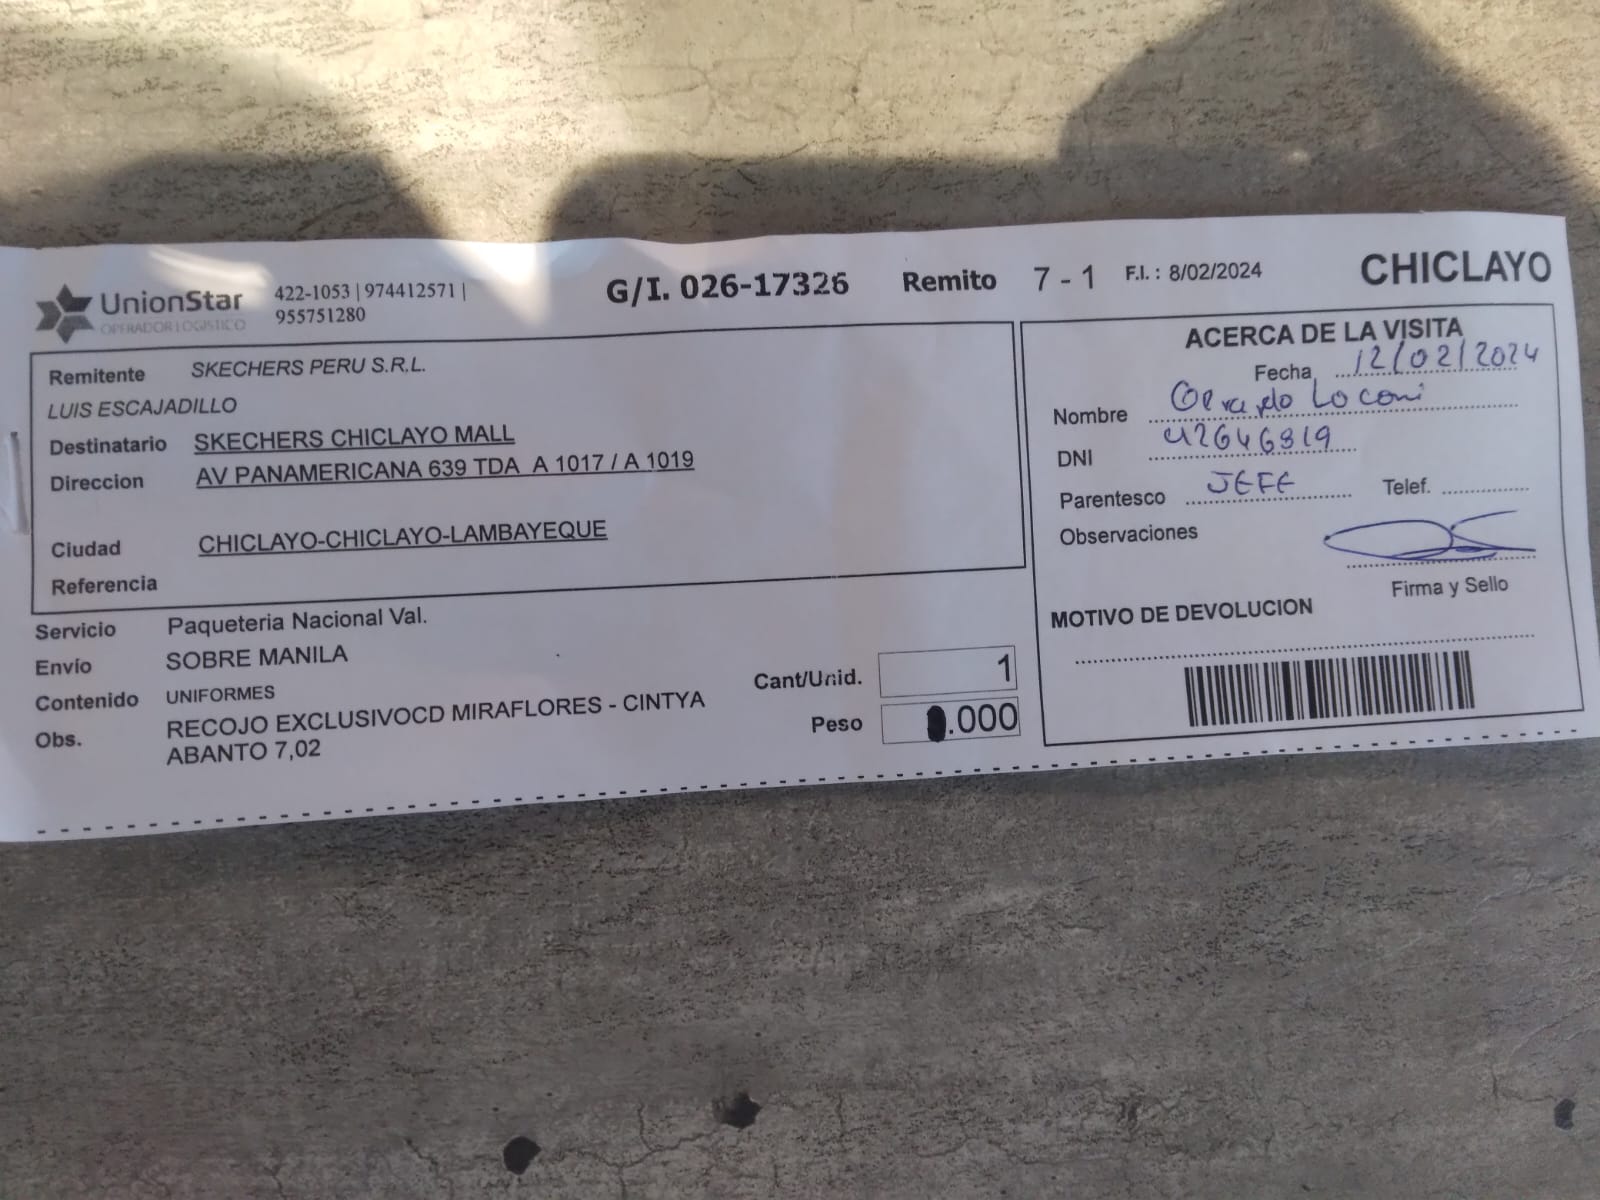 UnionStar
OPERADOR LOGISTICO
422-1053 | 974412571 |
955751280
G/I. 026-17326 Remito 7 - 1 F.I. : 8/02/2024 CHICLAYO
Remitente SKECHERS PERU S.R.L.
LUIS ESCAJADILLO
Destinatario SKECHERS CHICLAYO MALL
Direccion AV PANAMERICANA 639 TDA A 1017 / A 1019
Ciudad CHICLAYO-CHICLAYO-LAMBAYEQUE
Referencia
Servicio Paqueteria Nacional Val.
Envío SOBRE MANILA
Contenido UNIFORMES
Obs. RECOJO EXCLUSIVOCD MIRAFLORES - CINTYA
ABANTO 7,02
Cant/Unid. 1
Peso .000
ACERCA DE LA VISITA
Fecha 12/02/2024
Nombre Gerardo Loconi
DNI 42646819
Parentesco JEFE Telef.
Observaciones
Firma y Sello
MOTIVO DE DEVOLUCION